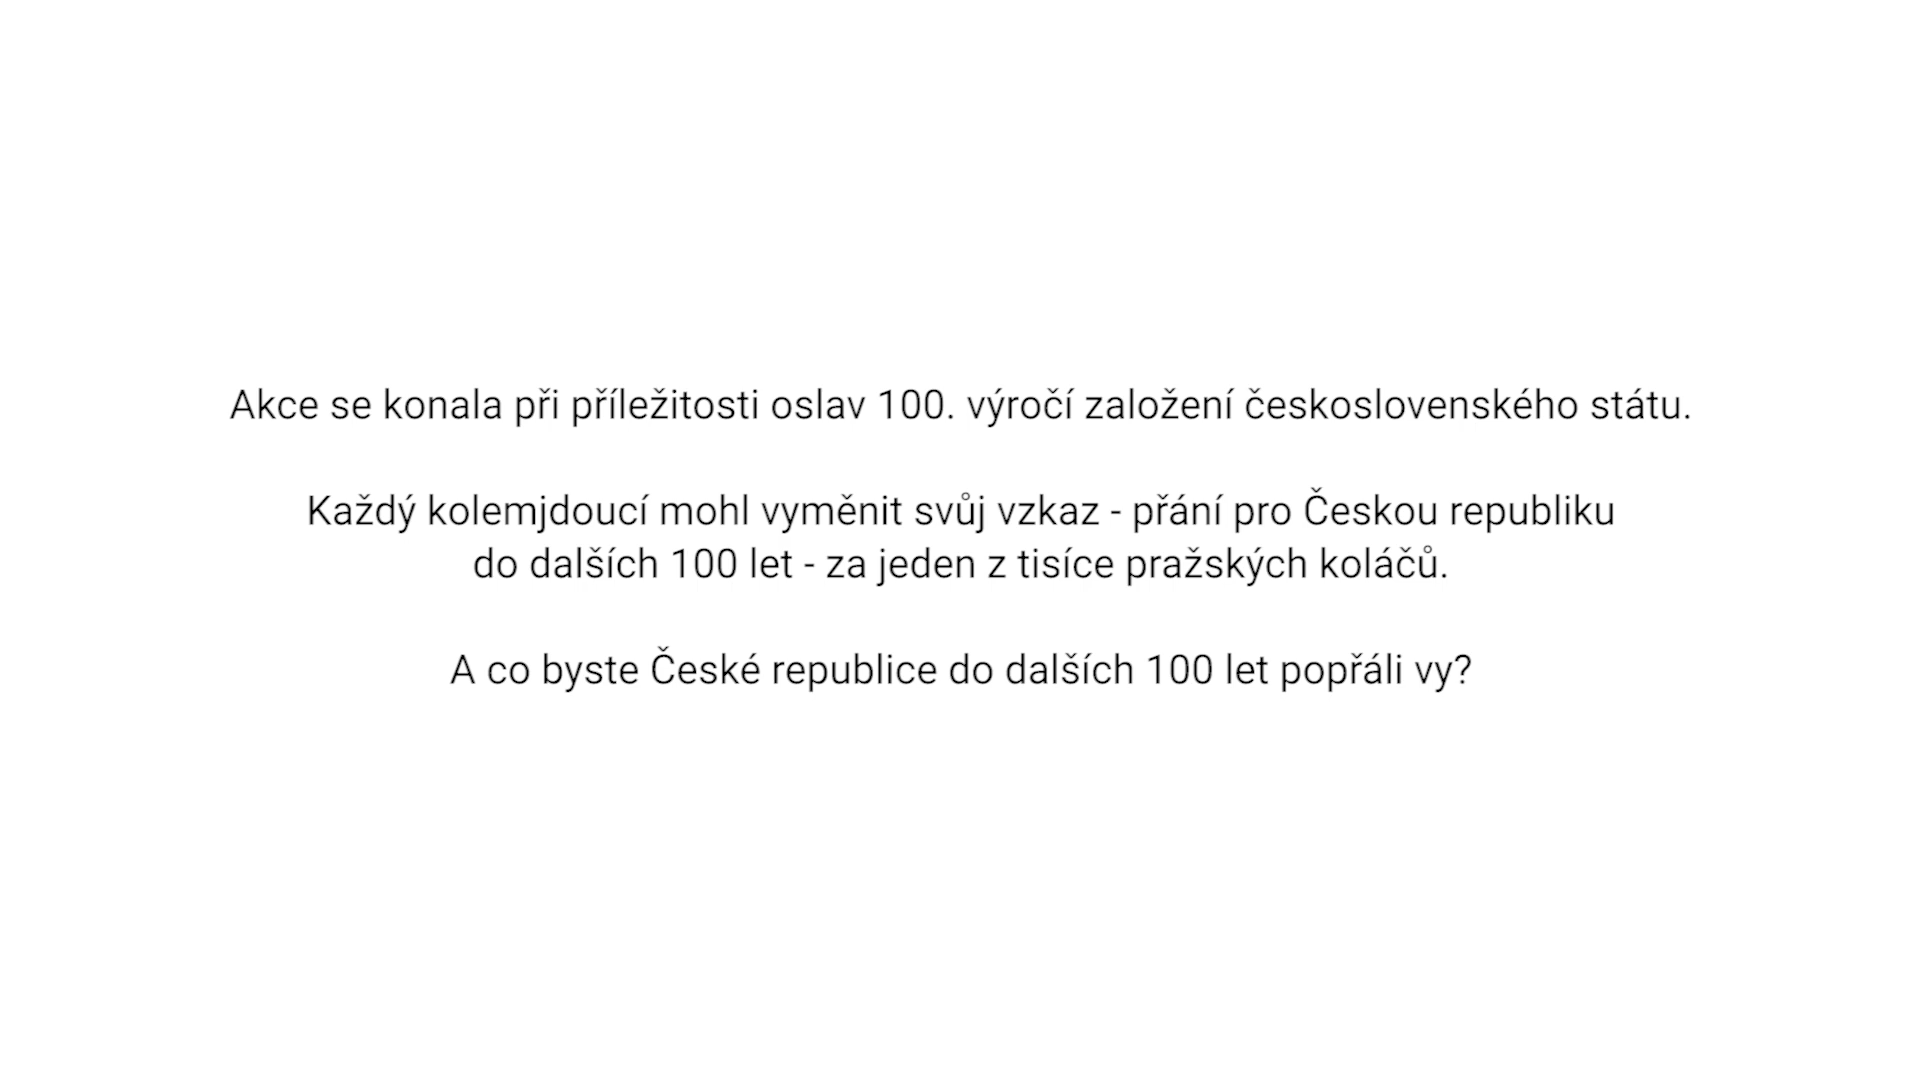 Akce se konala při příležitosti oslav 100. výročí založení československého státu.
Každý kolemjdoucí mohl vyměnit svůj vzkaz - přání pro Českou republiku
do dalších 100 let - za jeden z tisíce pražských koláčů.
A co byste České republice do dalších 100 let popřáli vy?